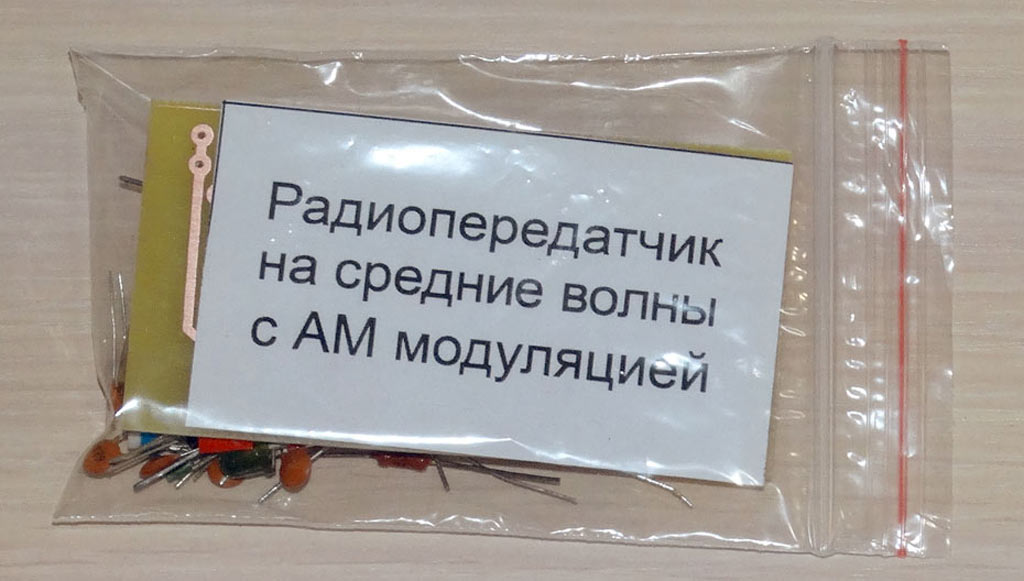 Радиопередатчик
на средние волны
с АМ модуляцией